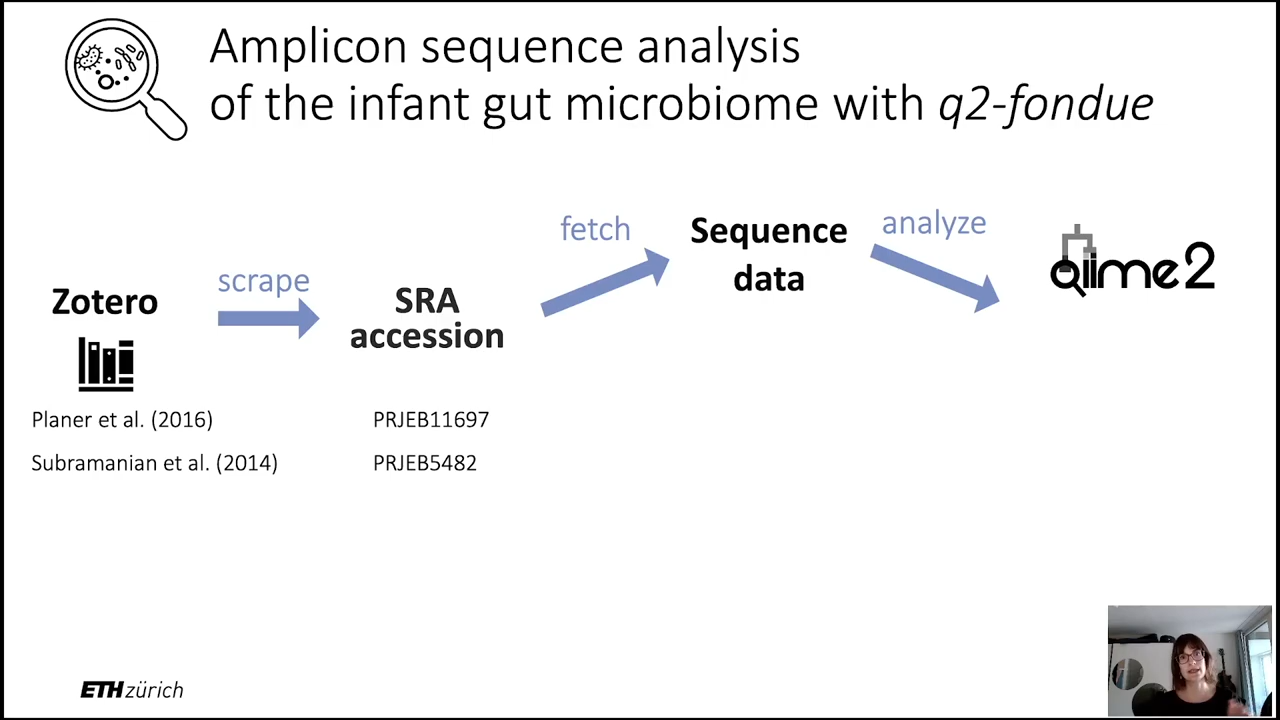 Amplicon sequence analysis
of the infant gut microbiome with q2-fondue
fetch
Sequence
data
analyze
qiime2
scrape
Zotero
SRA
accession
Planer et al. (2016)
PRJEB11697
Subramanian et al. (2014)
PRJEB5482
ETH zürich